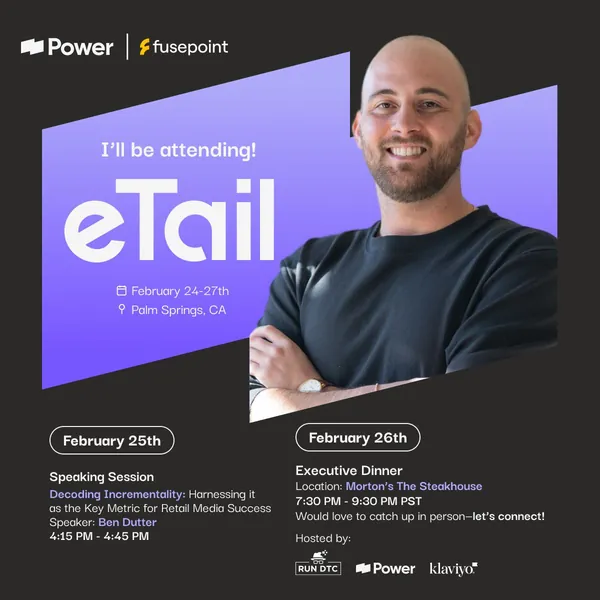 Power | fusepoint
I'll be attending!
eTail
February 24-27th
Palm Springs, CA
February 25th
Speaking Session
Decoding Incrementality: Harnessing it
as the Key Metric for Retail Media Success
Speaker: Ben Dutter
4:15 PM - 4:45 PM
February 26th
Executive Dinner
Location: Morton's The Steakhouse
7:30 PM - 9:30 PM PST
Would love to catch up in person—let's connect!
Hosted by:
RUN DTC
Power
klaviyo